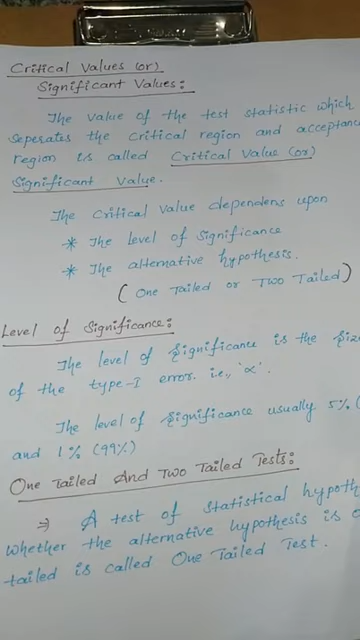 Critical Values (or)
Significant Values:
The value of the test statistic which
seperates the critical region and acceptance
region is called Critical Value (or)
Significant Value.
The critical value dependens upon
* The level of Significance
* The alternative hypothesis.
( One Tailed or Two Tailed )
Level of Significance:
The level of Significance is the Size
of the type-I error. i.e., 'α'.
The level of Significance usually 5% (
and 1% (99%)
One Tailed And Two Tailed Tests:
⇒ A test of statistical hypoth
whether the alternative hypothesis is o
tailed is called One Tailed Test.